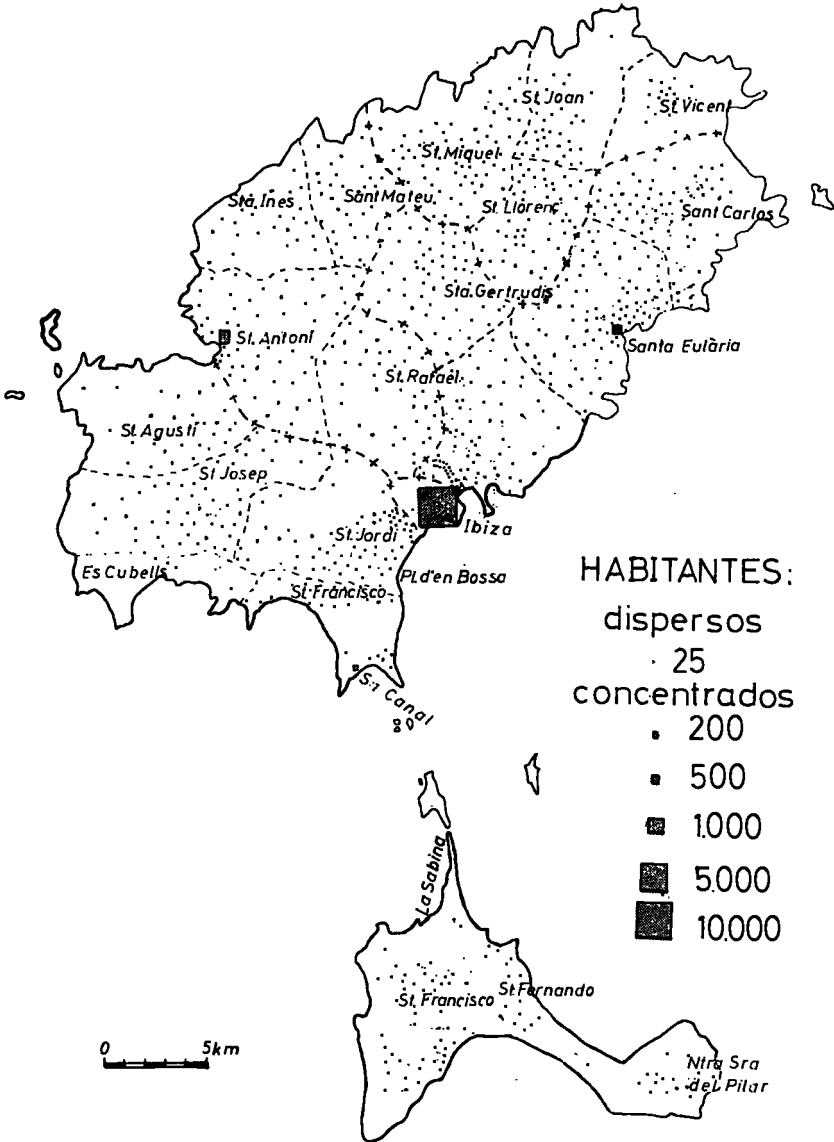 St. Joan
St. Vicent
St. Miquel
Sta. Ines
Sant Mateu
St. Llorenç
Sant Carlos
Sta. Gertrudis
St. Antoni
Santa Eulària
St. Rafael
St. Agustí
St. Josep
St. Jordi
Ibiza
Es Cubells
St. Francisco
Pl. d'en Bossa
Canal
HABITANTES:
dispersos
25
concentrados
200
500
1.000
5.000
10.000
La Sabina
St. Francisco
St. Fernando
0 5km
Ntra Sra
del Pilar